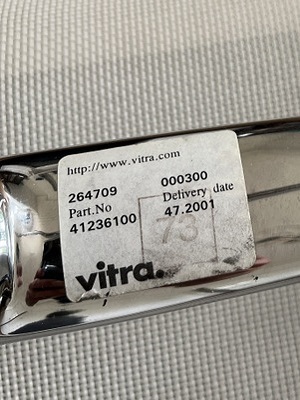 http://www.vitra.com
264709 000300
Part.No Delivery date
41236100 47.2001
75
vitra.